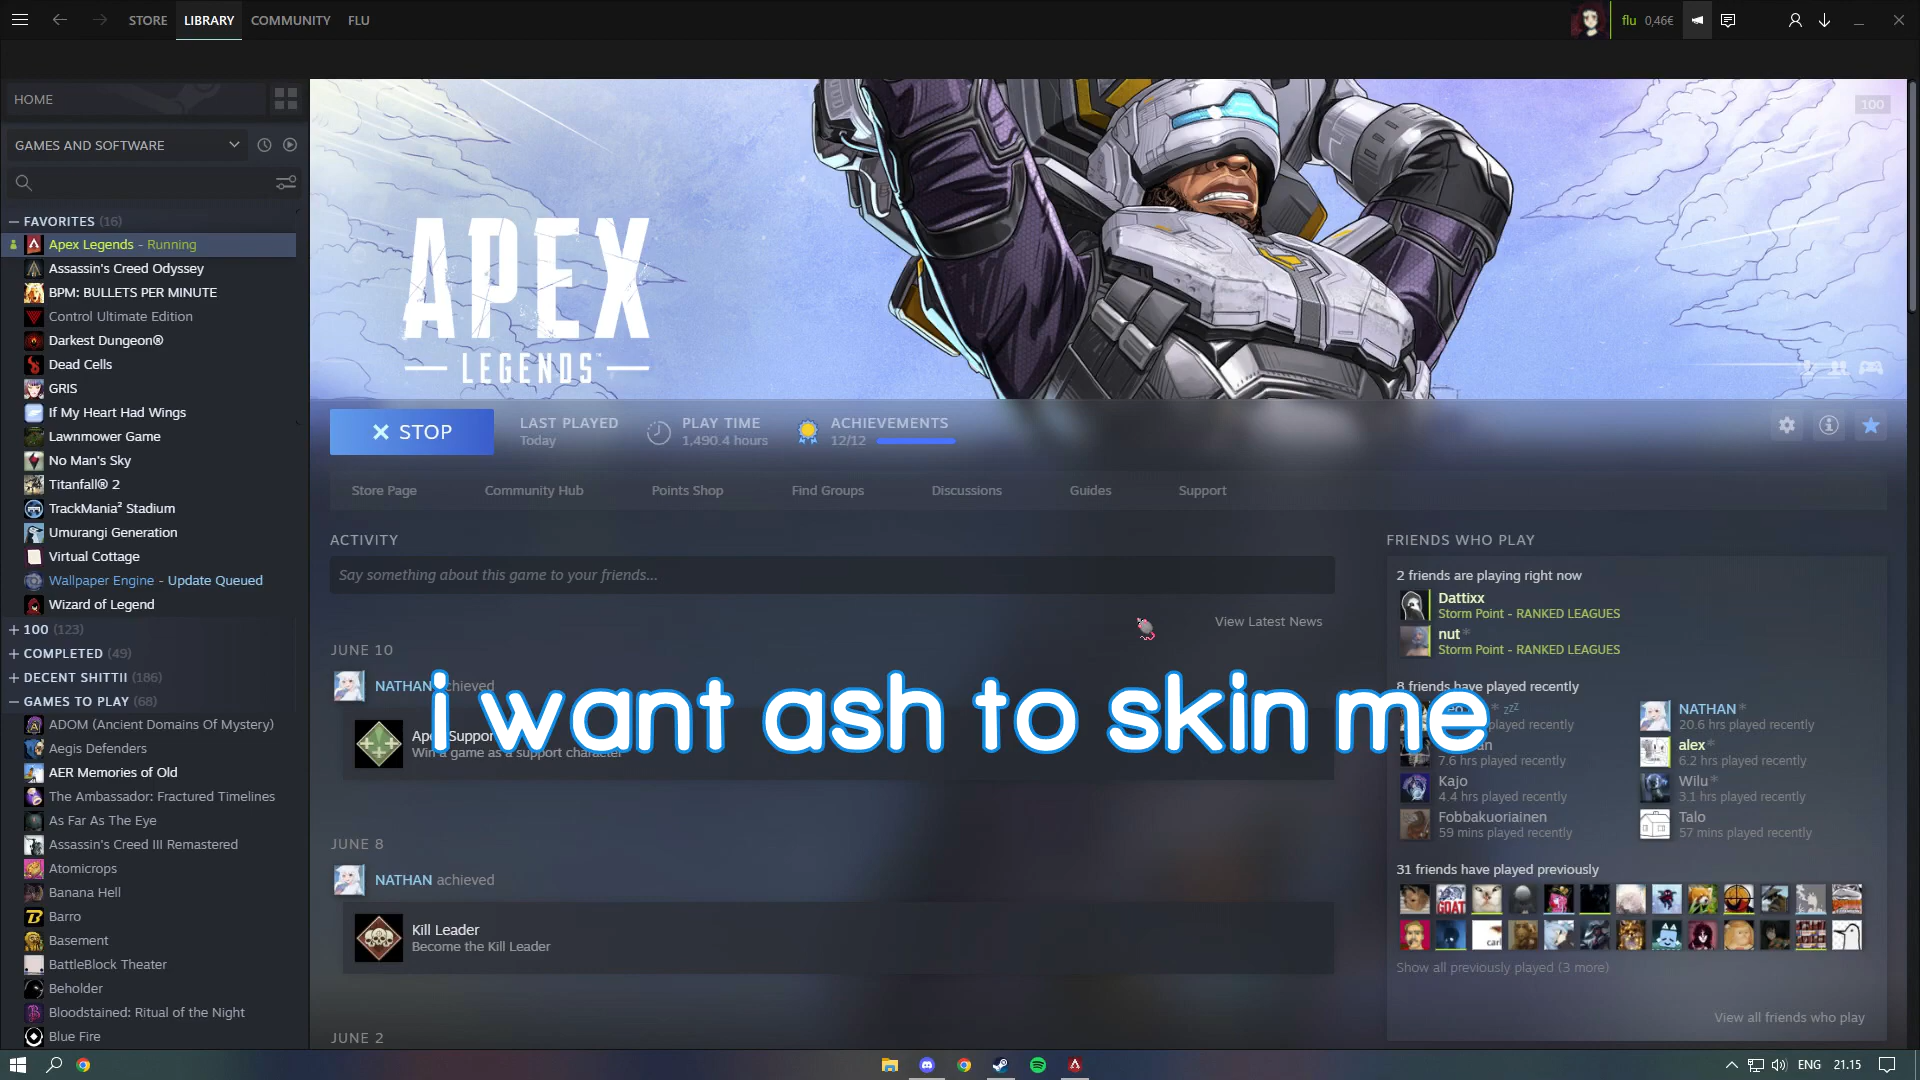 STORE LIBRARY COMMUNITY FLU
flu 0,46€
HOME
GAMES AND SOFTWARE
— FAVORITES (16)
Apex Legends - Running
Assassin's Creed Odyssey
BPM: BULLETS PER MINUTE
Control Ultimate Edition
Darkest Dungeon®
Dead Cells
GRIS
If My Heart Had Wings
Lawnmower Game
No Man's Sky
Titanfall® 2
TrackMania² Stadium
Umurangi Generation
Virtual Cottage
Wallpaper Engine - Update Queued
Wizard of Legend
+ 100 (123)
+ COMPLETED (49)
+ DECENT SHITTII (186)
— GAMES TO PLAY (68)
ADOM (Ancient Domains Of Mystery)
Aegis Defenders
AER Memories of Old
The Ambassador: Fractured Timelines
As Far As The Eye
Assassin's Creed III Remastered
Atomicrops
Banana Hell
Barro
Basement
BattleBlock Theater
Beholder
Bloodstained: Ritual of the Night
Blue Fire
100
APEX
LEGENDS™
STOP
LAST PLAYED
Today
PLAY TIME
1,490.4 hours
ACHIEVEMENTS
12/12
Store Page Community Hub Points Shop Find Groups Discussions Guides Support
ACTIVITY
Say something about this game to your friends...
View Latest News
JUNE 10
NATHAN achieved
i want ash to skin me
Win a game as a support character
JUNE 8
NATHAN achieved
Kill Leader
Become the Kill Leader
JUNE 2
FRIENDS WHO PLAY
2 friends are playing right now
Dattixx
Storm Point - RANKED LEAGUES
nut*
Storm Point - RANKED LEAGUES
8 friends have played recently
played recently
NATHAN*
20.6 hrs played recently
7.6 hrs played recently
alex*
6.2 hrs played recently
Kajo
4.4 hrs played recently
Wilu*
3.1 hrs played recently
Fobbakuoriainen
59 mins played recently
Talo
57 mins played recently
31 friends have played previously
GOAT
carl
Show all previously played (3 more)
View all friends who play
ENG 21.15